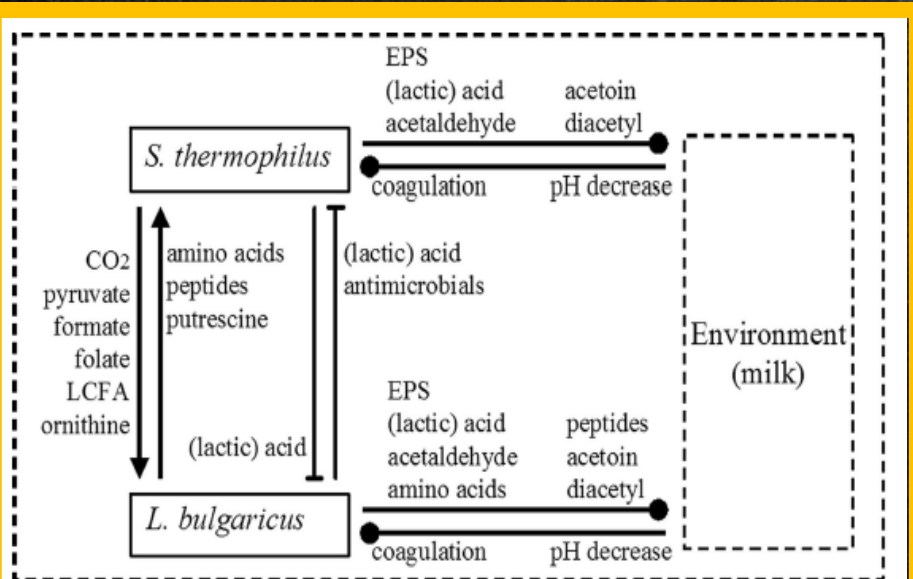 EPS
(lactic) acid acetoin
acetaldehyde diacetyl
S. thermophilus
coagulation pH decrease
CO2
pyruvate
formate
folate
LCFA
ornithine
amino acids
peptides
putrescine
(lactic) acid
antimicrobials
(lactic) acid
Environment
(milk)
EPS
(lactic) acid peptides
acetaldehyde acetoin
amino acids diacetyl
L. bulgaricus
coagulation pH decrease